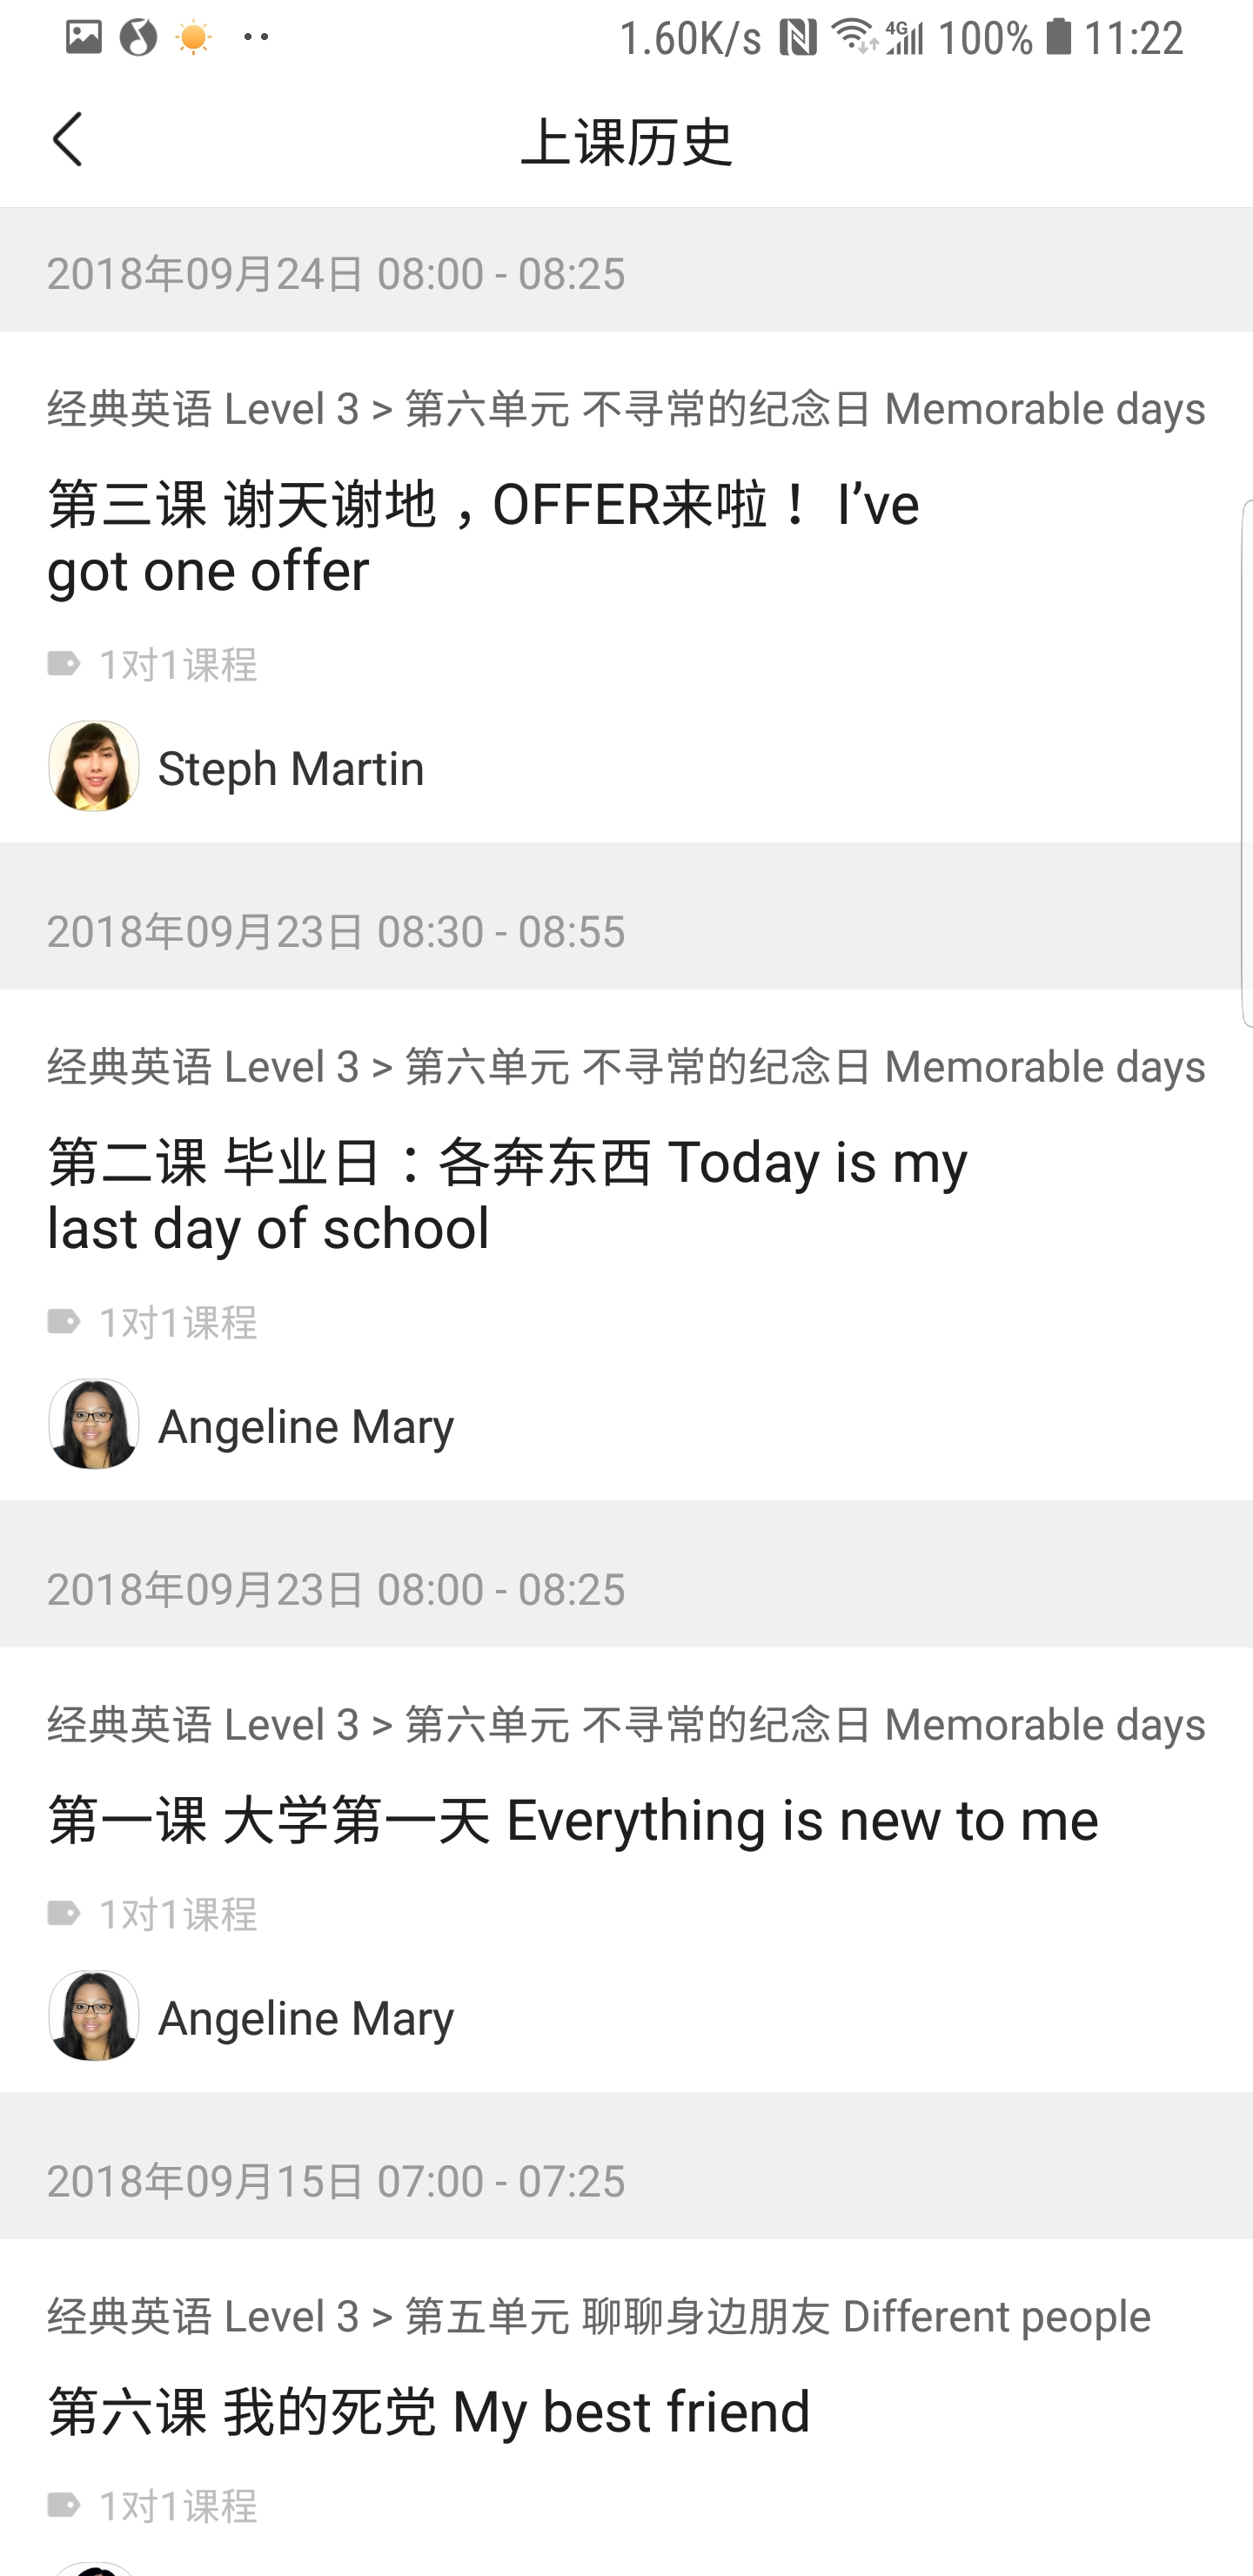 1.60K/s 4G 100% 11:22
上课历史
2018年09月24日 08:00 - 08:25
经典英语 Level 3 > 第六单元 不寻常的纪念日 Memorable days
第三课 谢天谢地，OFFER来啦！ I’ve
got one offer
1对1课程
Steph Martin
2018年09月23日 08:30 - 08:55
经典英语 Level 3 > 第六单元 不寻常的纪念日 Memorable days
第二课 毕业日：各奔东西 Today is my
last day of school
1对1课程
Angeline Mary
2018年09月23日 08:00 - 08:25
经典英语 Level 3 > 第六单元 不寻常的纪念日 Memorable days
第一课 大学第一天 Everything is new to me
1对1课程
Angeline Mary
2018年09月15日 07:00 - 07:25
经典英语 Level 3 > 第五单元 聊聊身边朋友 Different people
第六课 我的死党 My best friend
1对1课程